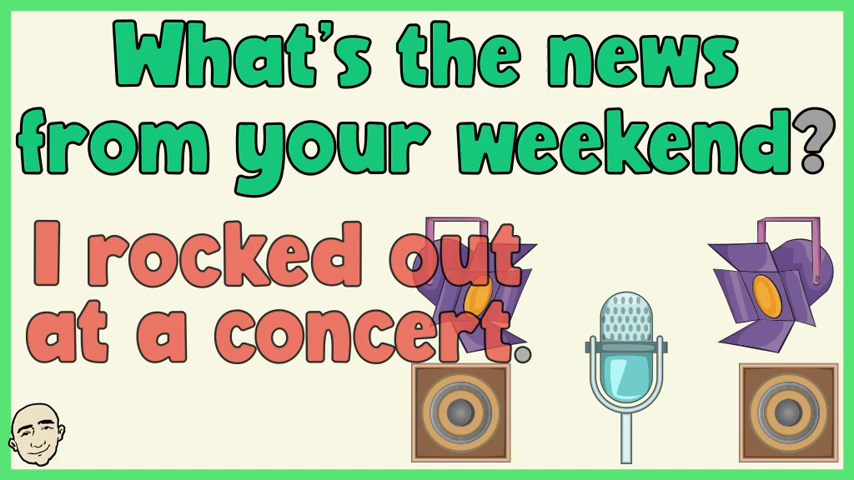 What's the news
from your weekend?
I rocked out
at a concert.